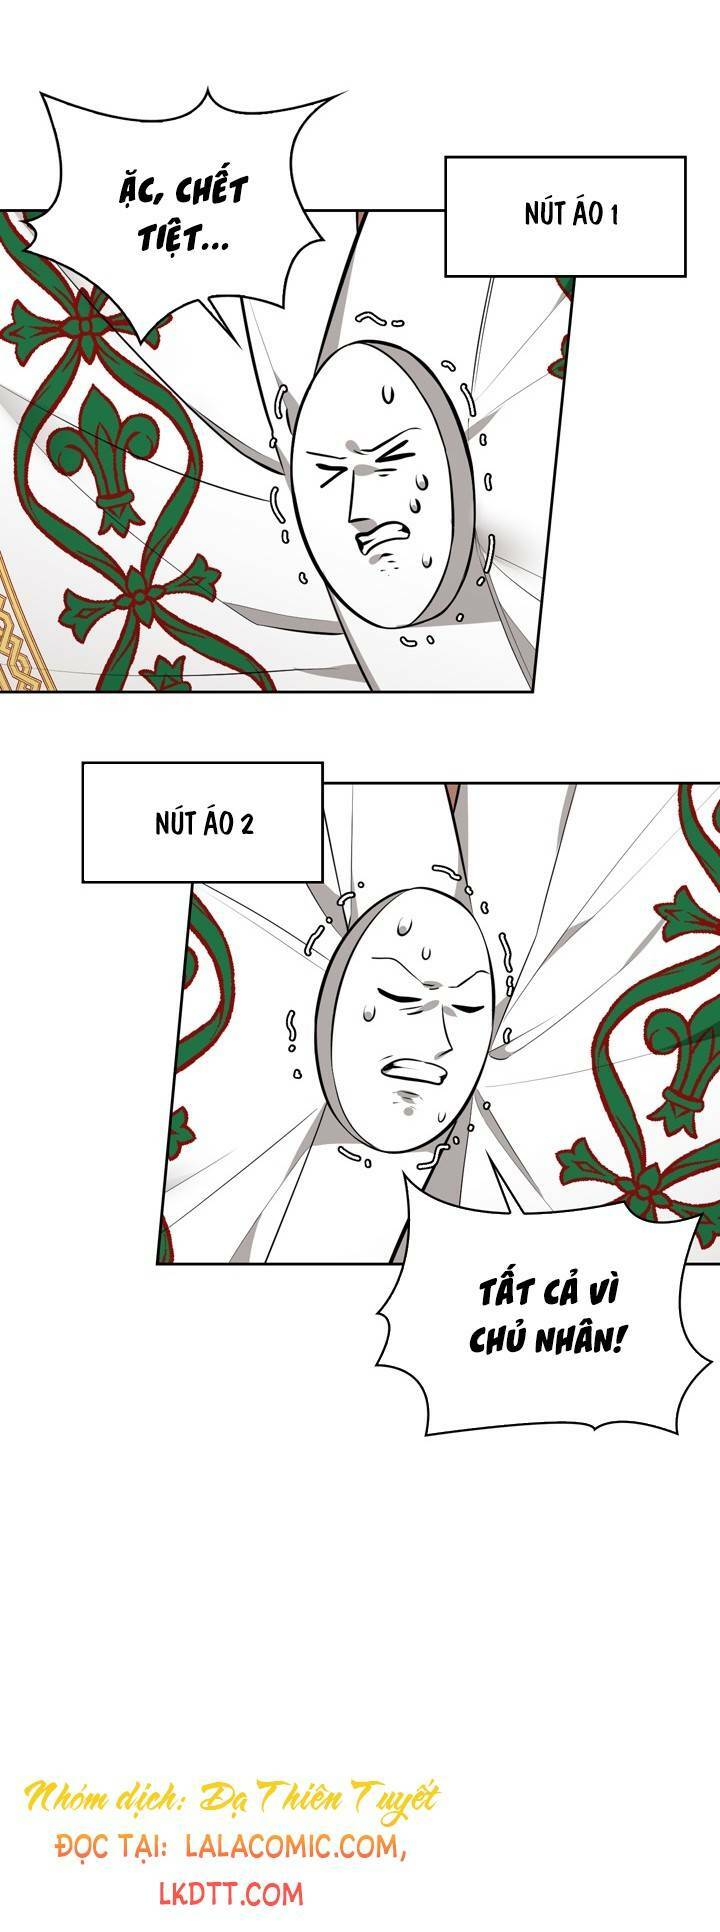 ẶC, CHẾT
TIỆT...
NÚT ÁO 1
NÚT ÁO 2
TẤT CẢ VÌ
CHỦ NHÂN!
Nhóm dịch: Dạ Thiên Tuyết
ĐỌC TẠI: LALACOMIC.COM,
LKDTT.COM